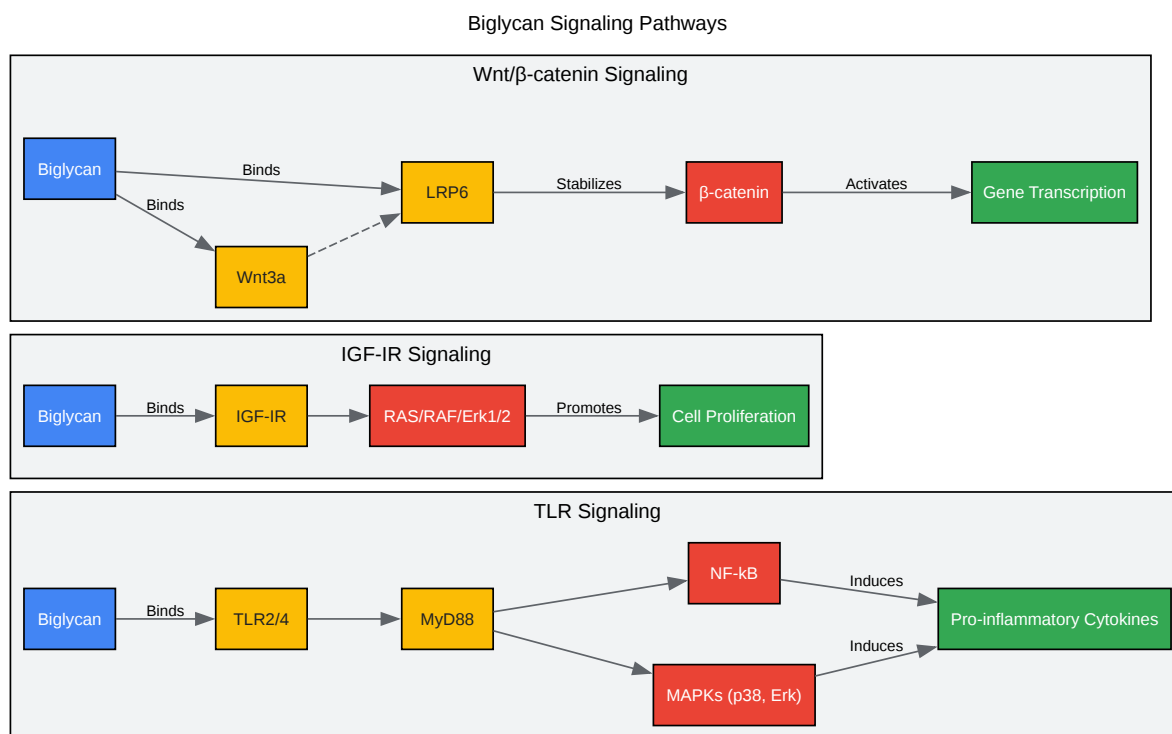 Biglycan Signaling Pathways
Wnt/β-catenin Signaling
Biglycan
Binds
Binds
Wnt3a
LRP6
Stabilizes
β-catenin
Activates
Gene Transcription
IGF-IR Signaling
Biglycan
Binds
IGF-IR
RAS/RAF/Erk1/2
Promotes
Cell Proliferation
TLR Signaling
Biglycan
Binds
TLR2/4
MyD88
NF-kB
MAPKs (p38, Erk)
Induces
Induces
Pro-inflammatory Cytokines